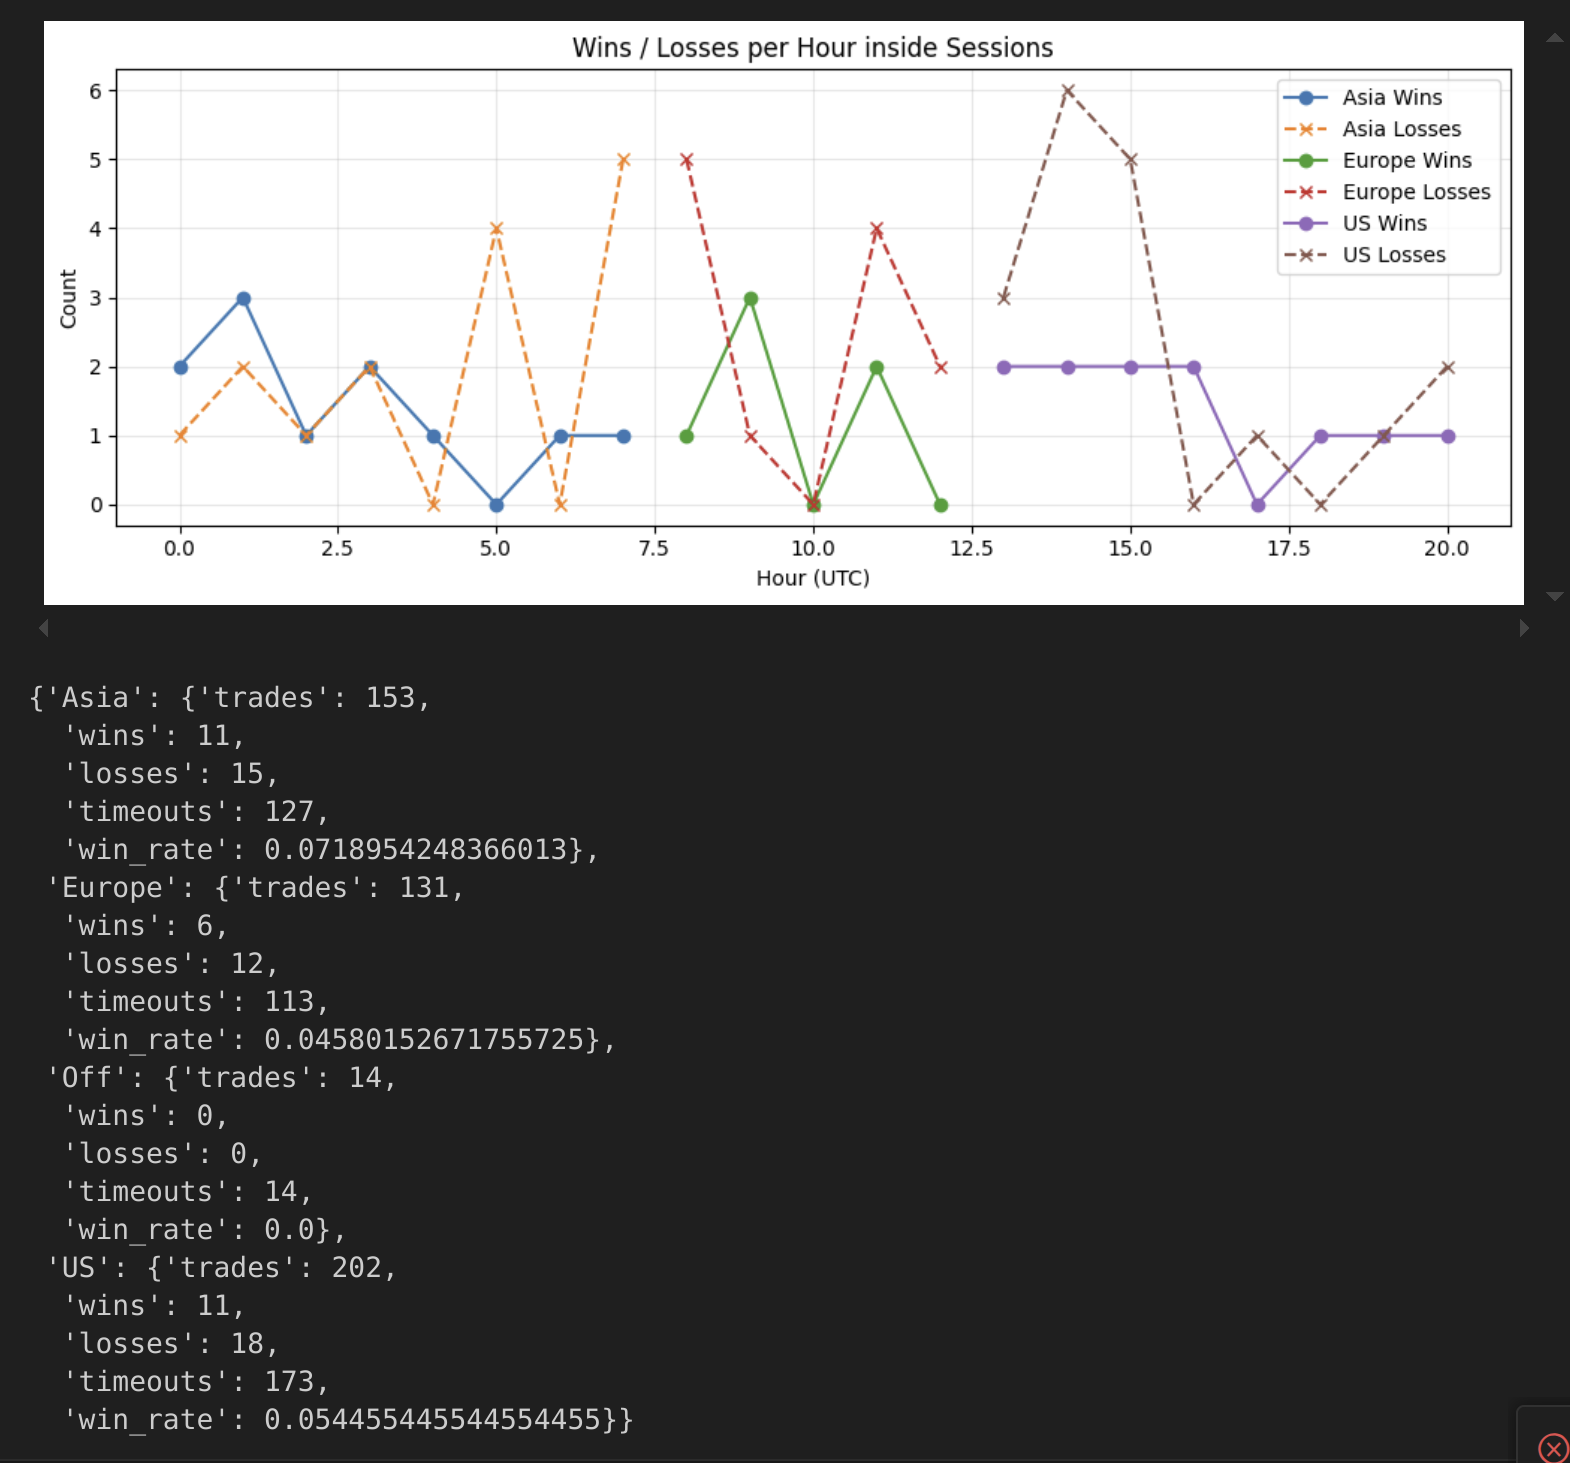 Wins / Losses per Hour inside Sessions
Count
6
5
4
3
2
1
0
Asia Wins
Asia Losses
Europe Wins
Europe Losses
US Wins
US Losses
0.0 2.5 5.0 7.5 10.0 12.5 15.0 17.5 20.0
Hour (UTC)
{'Asia': {'trades': 153,
'wins': 11,
'losses': 15,
'timeouts': 127,
'win_rate': 0.0718954248366013},
'Europe': {'trades': 131,
'wins': 6,
'losses': 12,
'timeouts': 113,
'win_rate': 0.04580152671755725},
'Off': {'trades': 14,
'wins': 0,
'losses': 0,
'timeouts': 14,
'win_rate': 0.0},
'US': {'trades': 202,
'wins': 11,
'losses': 18,
'timeouts': 173,
'win_rate': 0.054455445544554455}}